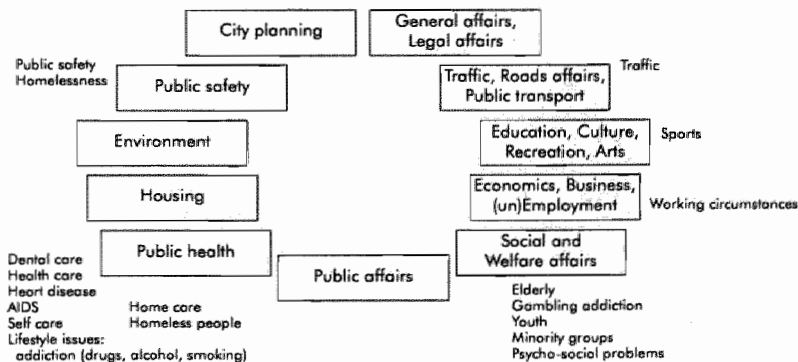 City planning
General affairs,
Legal affairs
Public safety
Homelessness
Public safety
Traffic, Roads affairs,
Public transport
Traffic
Environment
Education, Culture,
Recreation, Arts
Sports
Housing
Economics, Business,
(un)Employment
Working circumstances
Public health
Public affairs
Social and
Welfare affairs
Dental care
Health care
Heart disease
AIDS
Self care
Lifestyle issues:
addiction (drugs, alcohol, smoking)
Home care
Homeless people
Elderly
Gambling addiction
Youth
Minority groups
Psycho-social problems